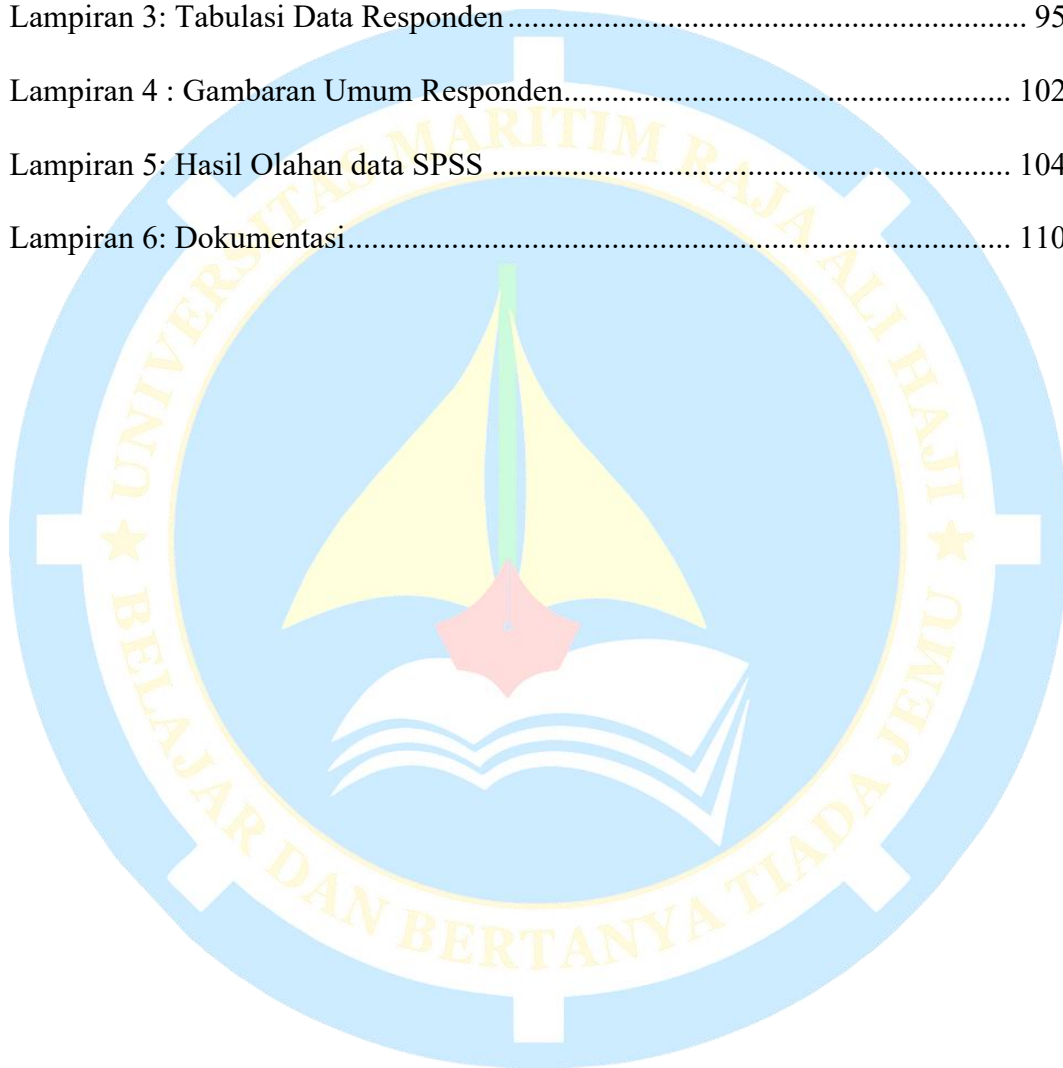 Lampiran 3: Tabulasi Data Responden.................................................................................. 95
Lampiran 4 : Gambaran Umum Responden...................................................................... 102
Lampiran 5: Hasil Olahan data SPSS ................................................................................. 104
Lampiran 6: Dokumentasi........................................................................................................ 110
UNIVERSITAS MARITIM RAJA ALI HAJI
BELAJAR DAN BERTANYA TIADA JEMU